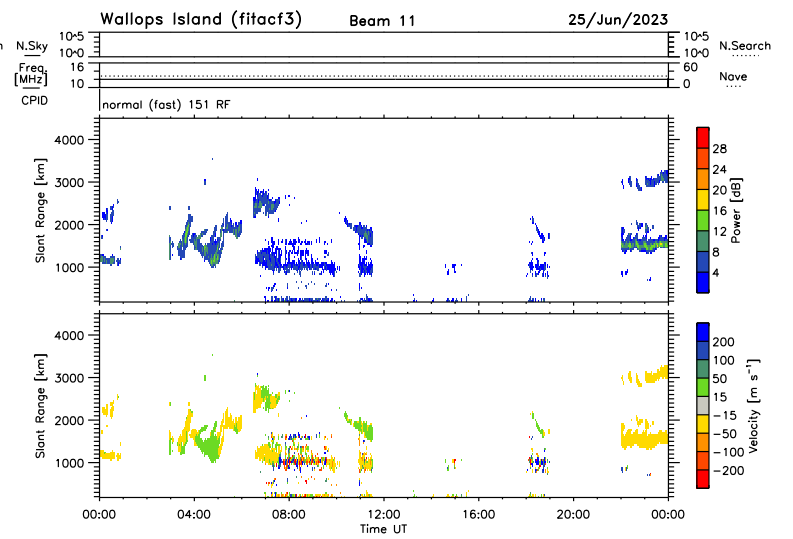 Wallops Island (fitacf3) Beam 11 25/Jun/2023
n N.Sky 10^5 10^0 10^5 10^0 N.Search
Freq. [MHz] 16 10 60 0 Nave
CPID normal (fast) 151 RF
Slant Range [km] 4000 3000 2000 1000
28 24 20 16 12 8 4 Power [dB]
Slant Range [km] 4000 3000 2000 1000
200 100 50 15 -15 -50 -100 -200 Velocity [m s⁻¹]
00:00 04:00 08:00 12:00 16:00 20:00 00:00
Time UT